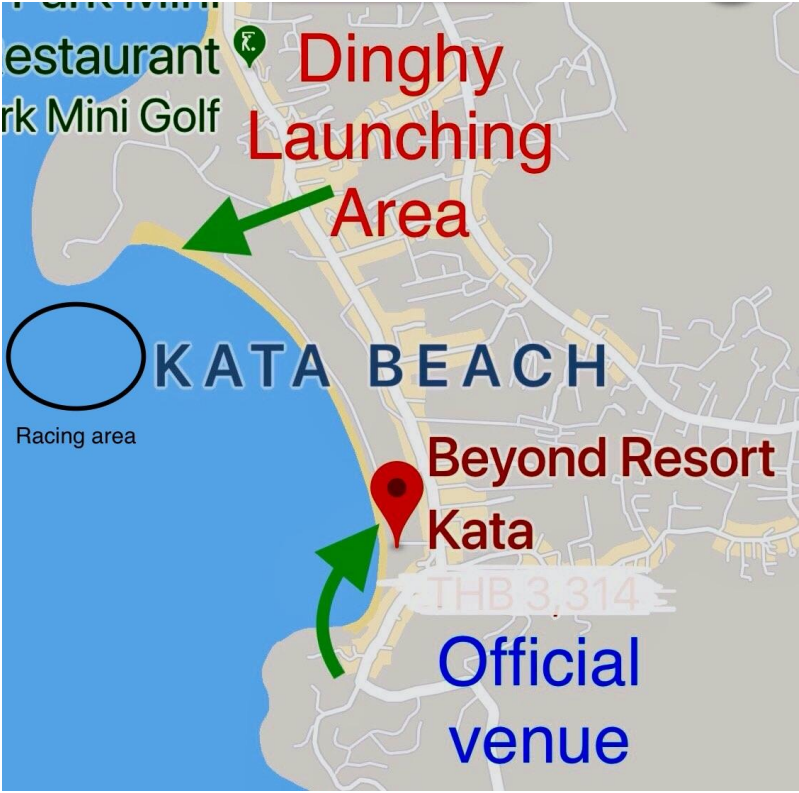 estaurant
rk Mini Golf
Dinghy
Launching
Area
KATA BEACH
Racing area
Beyond Resort
Kata
THB 3,314
Official
venue